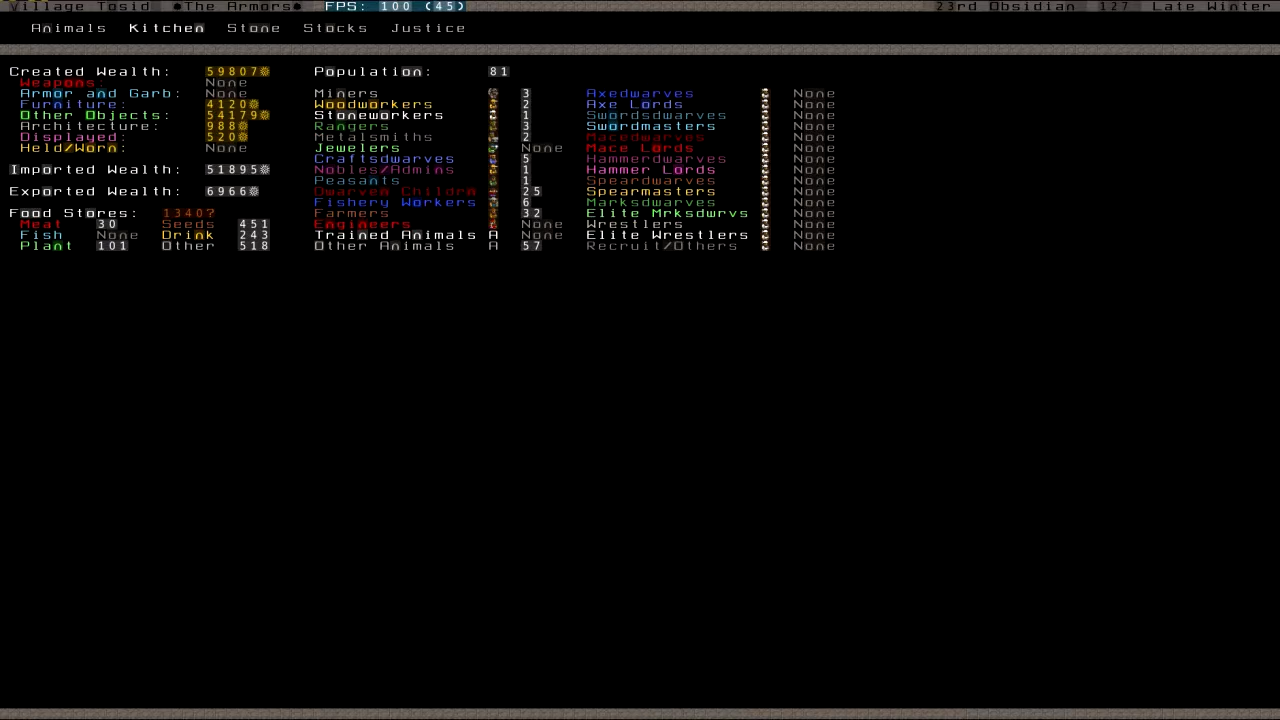 Village Tosid •The Armors• FPS: 100 (45) 23rd Obsidian 127 Late Winter
Animals Kitchen Stone Stocks Justice
Created Wealth: 59807☼ Population: 81
Weapons: None
Armor and Garb: None Miners 3 Axedwarves None
Furniture: 4120☼ Woodworkers 2 Axe Lords None
Other Objects: 54179☼ Stoneworkers 1 Swordsdwarves None
Architecture: 988☼ Rangers 3 Swordmasters None
Displayed: 520☼ Metalsmiths 2 Macedwarves None
Held/Worn: None Jewelers None Mace Lords None
Craftsdwarves 5 Hammerdwarves None
Imported Wealth: 51895☼ Nobles/Admins 1 Hammer Lords None
Peasants 1 Speardwarves None
Exported Wealth: 6966☼ Dwarven Childrn 25 Spearmasters None
Fishery Workers 6 Marksdwarves None
Food Stores: 1340? Farmers 32 Elite Mrksdwrvs None
Meat 30 Seeds 451 Engineers None Wrestlers None
Fish None Drink 243 Trained Animals A None Elite Wrestlers None
Plant 101 Other 518 Other Animals A 57 Recruit/Others None